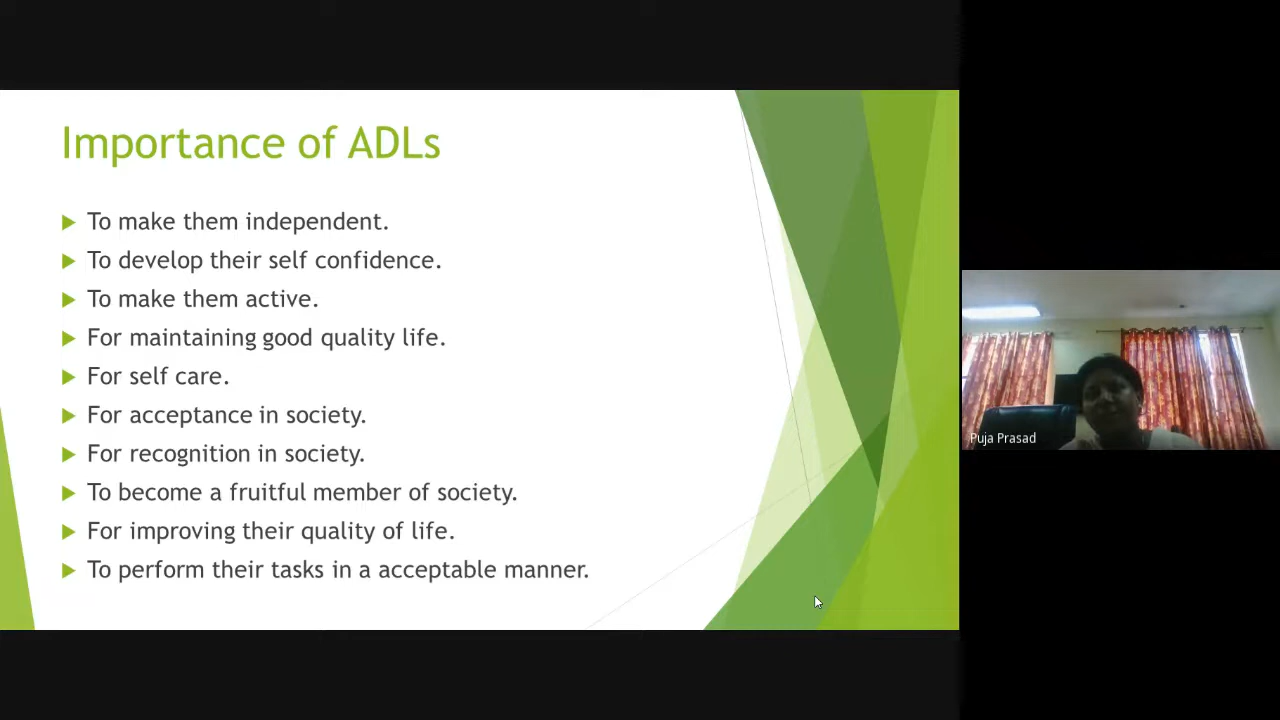 Importance of ADLs
To make them independent.
To develop their self confidence.
To make them active.
For maintaining good quality life.
For self care.
For acceptance in society.
For recognition in society.
To become a fruitful member of society.
For improving their quality of life.
To perform their tasks in a acceptable manner.
Puja Prasad